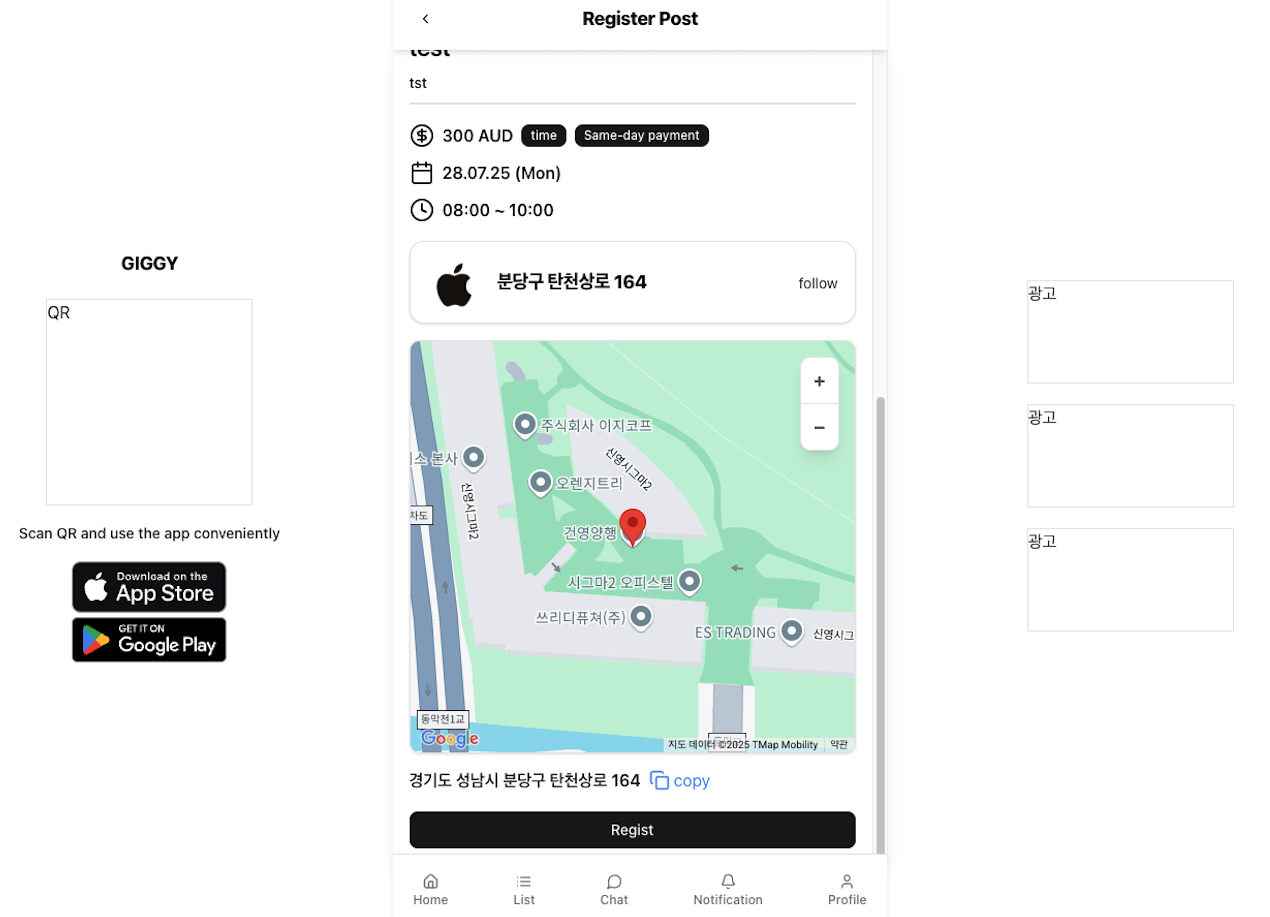 Register Post
test
tst
300 AUD time Same-day payment
28.07.25 (Mon)
08:00 ~ 10:00
분당구 탄천상로 164
follow
+
−
주식회사 이지코프
스 본사
신영시그마2
오렌지트리
신영시그마2
차도
건영양행
시그마2 오피스텔
쓰리디퓨쳐(주)
ES TRADING
신영시그
동막천1교
Google
지도 데이터 ©2025 TMap Mobility
약관
경기도 성남시 분당구 탄천상로 164 copy
Regist
Home
List
Chat
Notification
Profile
GIGGY
QR
Scan QR and use the app conveniently
Download on the
App Store
GET IT ON
Google Play
광고
광고
광고